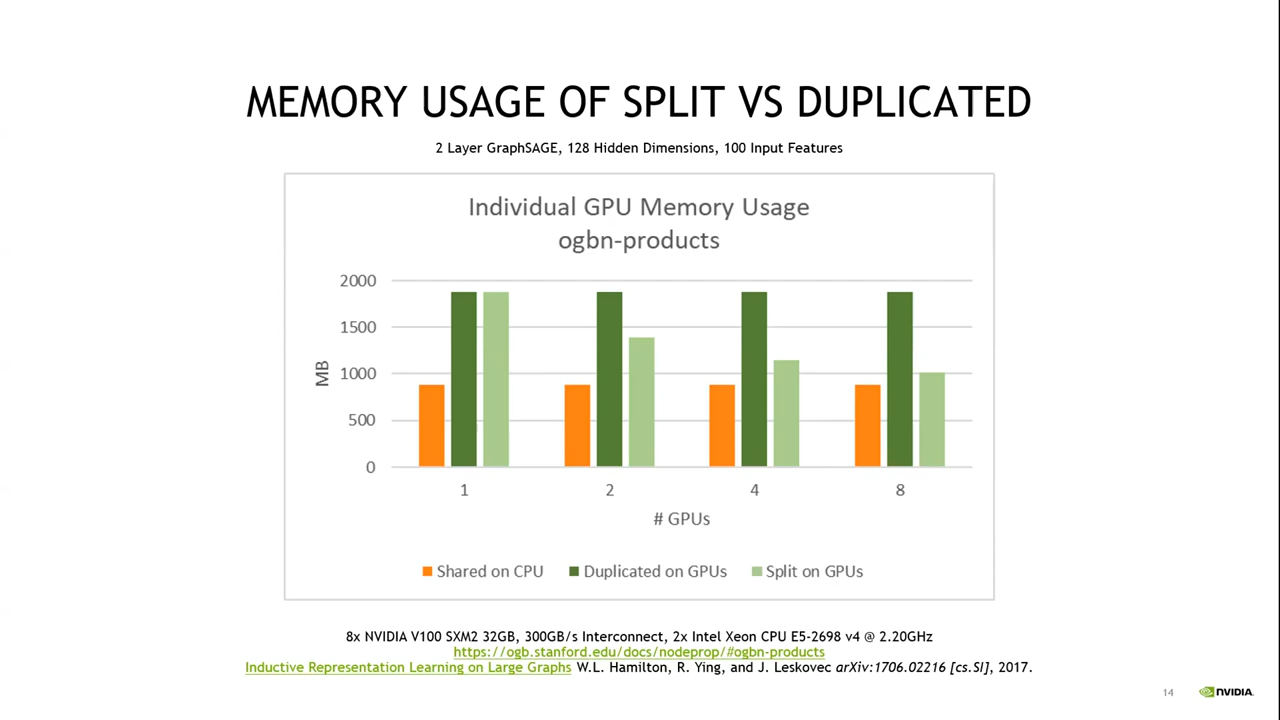 MEMORY USAGE OF SPLIT VS DUPLICATED
2 Layer GraphSAGE, 128 Hidden Dimensions, 100 Input Features
Individual GPU Memory Usage
ogbn-products
2000
1500
1000
500
0
MB
1 2 4 8
# GPUs
Shared on CPU Duplicated on GPUs Split on GPUs
8x NVIDIA V100 SXM2 32GB, 300GB/s Interconnect, 2x Intel Xeon CPU E5-2698 v4 @ 2.20GHz
https://ogb.stanford.edu/docs/nodeprop/#ogbn-products
Inductive Representation Learning on Large Graphs W.L. Hamilton, R. Ying, and J. Leskovec arXiv:1706.02216 [cs.SI], 2017.
14 NVIDIA.